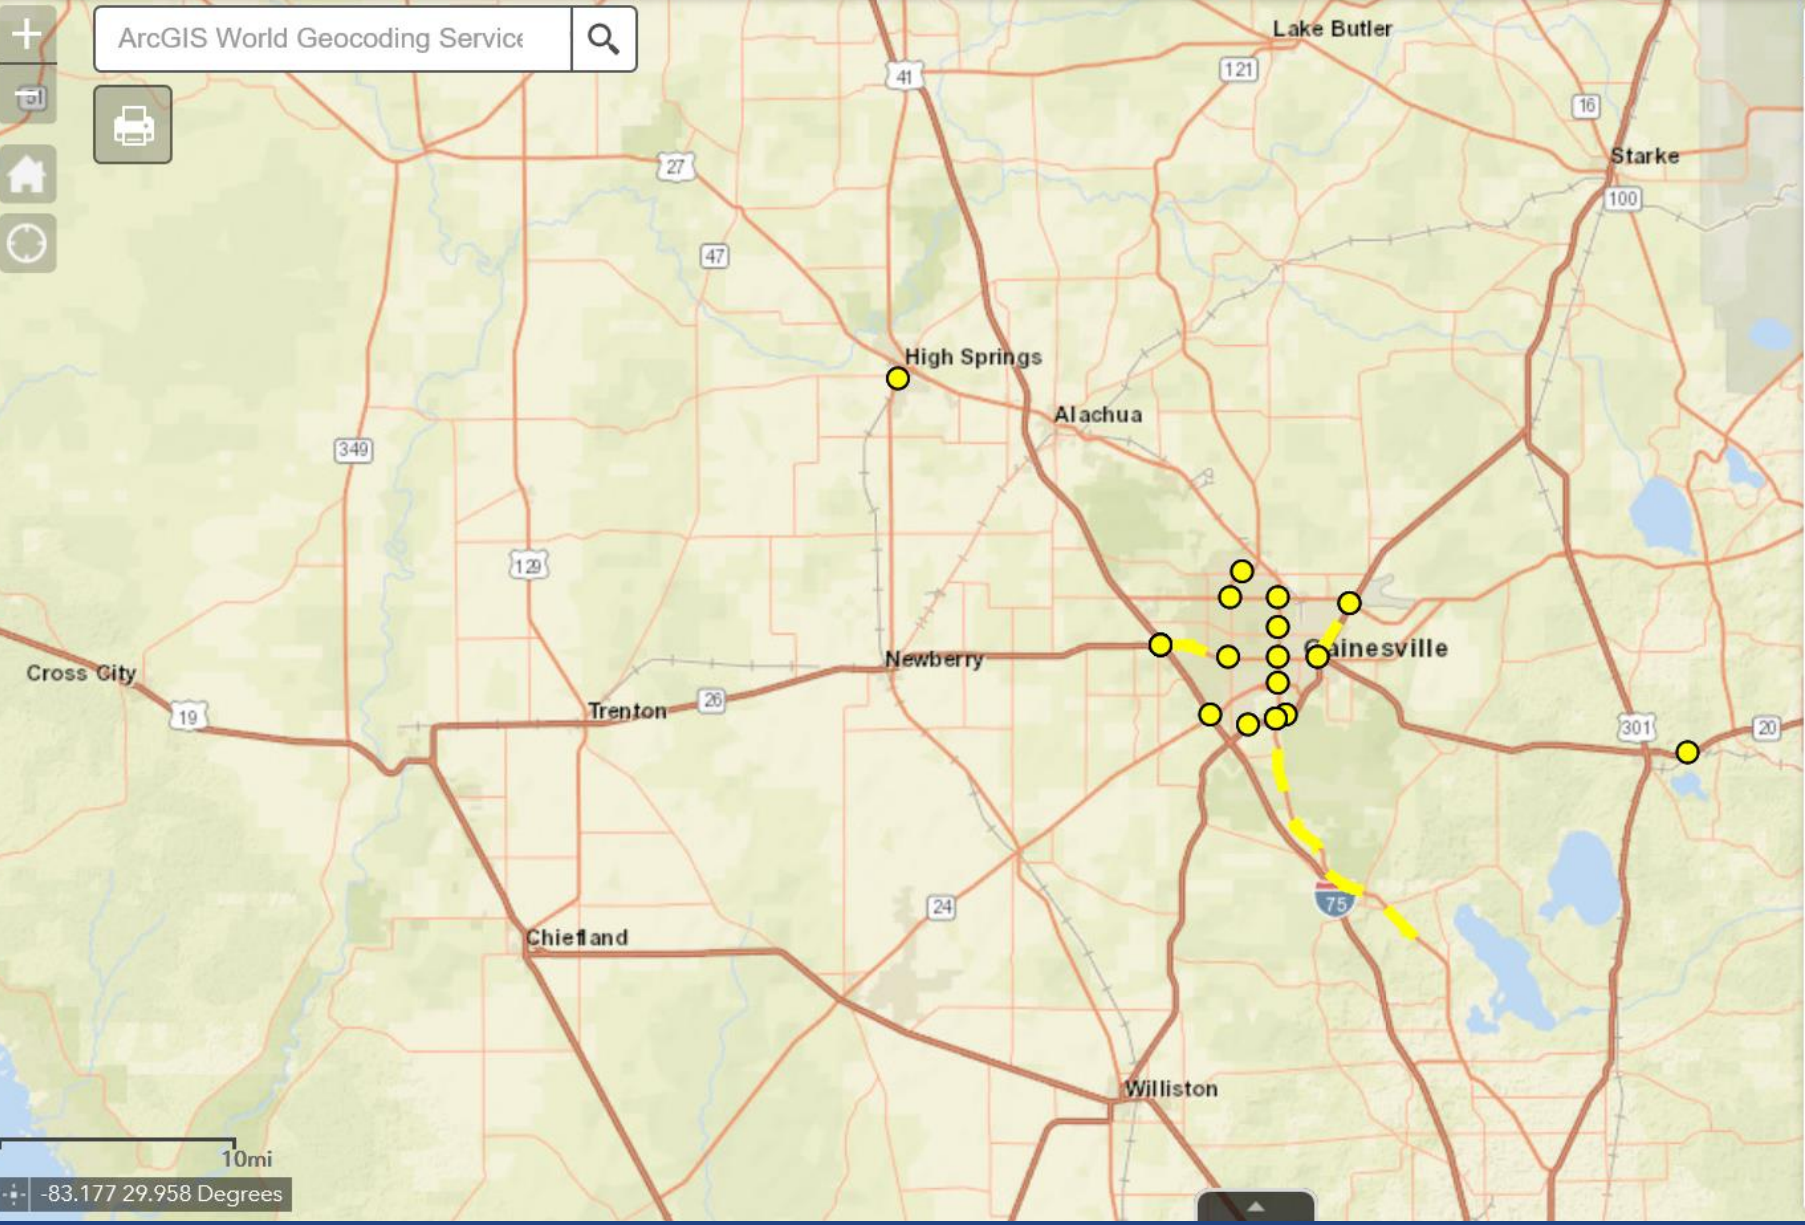 ArcGIS World Geocoding Service
Lake Butler
41
121
51
16
Starke
27
100
47
High Springs
Alachua
349
129
Gainesville
Newberry
Cross City
26
Trenton
19
301
20
75
24
Chiefland
Williston
10mi
-83.177 29.958 Degrees